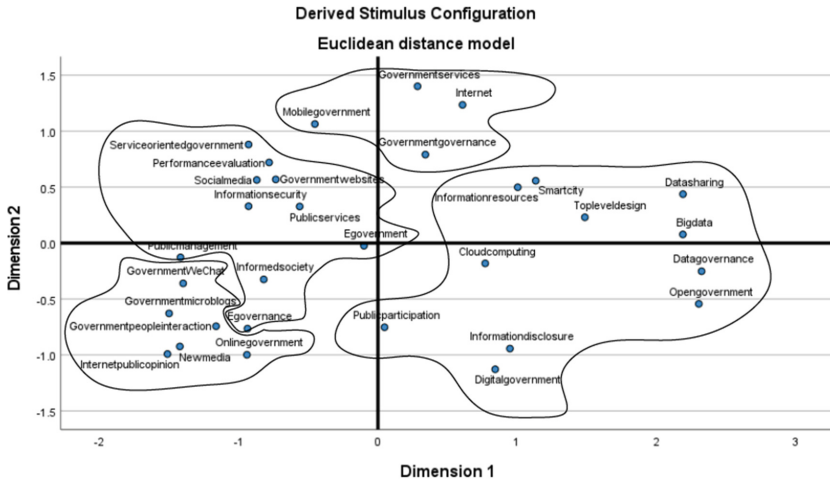 Derived Stimulus Configuration
Euclidean distance model
1.5
Governmentservices
Internet
Mobilegovernment
1.0
Serviceorientedgovernment
Governmentgovernance
Performanceevaluation
Socialmedia
Governmentwebsites
0.5
Informationsecurity
Informationresources
Smartcity
Datasharing
Publicservices
Topleveldesign
Bigdata
Egovernment
0.0
Publicmanagement
Cloudcomputing
GovernmentWeChat
Informedsociety
Datagovernance
-0.5
Governmentmicroblogs
Opengovernment
Governmentpeopleinteraction
Egovernance
Publicparticipation
Onlinegovernment
Informationdisclosure
-1.0
Newmedia
Internetpublicopinion
Digitalgovernment
-1.5
-2
-1
0
1
2
3
Dimension 2
Dimension 1